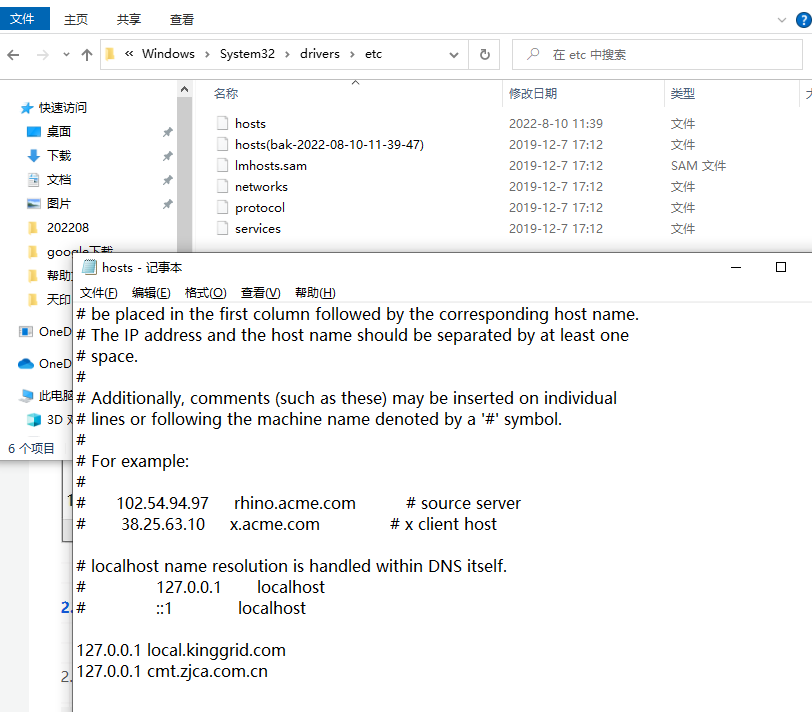 文件 主页 共享 查看
« Windows › System32 › drivers › etc 在 etc 中搜索
名称 修改日期 类型
快速访问
桌面
下载
文档
图片
202208
google下载
帮助
天印
OneD
OneD
此电脑
3D
6 个项目
hosts 2022-8-10 11:39 文件
hosts(bak-2022-08-10-11-39-47) 2019-12-7 17:12 文件
lmhosts.sam 2019-12-7 17:12 SAM 文件
networks 2019-12-7 17:12 文件
protocol 2019-12-7 17:12 文件
services 2019-12-7 17:12 文件
hosts - 记事本
文件(F) 编辑(E) 格式(O) 查看(V) 帮助(H)
# be placed in the first column followed by the corresponding host name.
# The IP address and the host name should be separated by at least one
# space.
#
# Additionally, comments (such as these) may be inserted on individual
# lines or following the machine name denoted by a '#' symbol.
#
# For example:
#
# 102.54.94.97 rhino.acme.com # source server
# 38.25.63.10 x.acme.com # x client host
# localhost name resolution is handled within DNS itself.
# 127.0.0.1 localhost
# ::1 localhost
127.0.0.1 local.kinggrid.com
127.0.0.1 cmt.zjca.com.cn
2.
2.